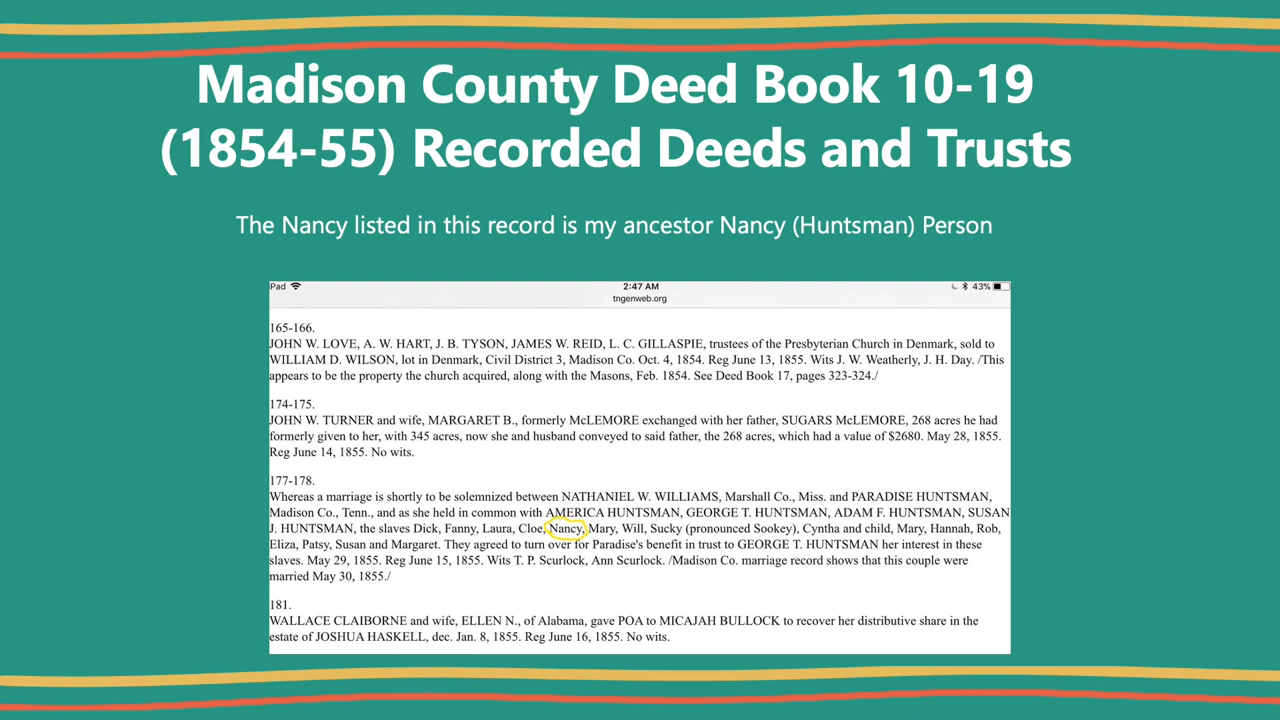 Madison County Deed Book 10-19
(1854-55) Recorded Deeds and Trusts
The Nancy listed in this record is my ancestor Nancy (Huntsman) Person
Pad 2:47 AM 43%
tngenweb.org
165-166.
JOHN W. LOVE, A. W. HART, J. B. TYSON, JAMES W. REID, L. C. GILLASPIE, trustees of the Presbyterian Church in Denmark, sold to
WILLIAM D. WILSON, lot in Denmark, Civil District 3, Madison Co. Oct. 4, 1854. Reg June 13, 1855. Wits J. W. Weatherly, J. H. Day. /This
appears to be the property the church acquired, along with the Masons, Feb. 1854. See Deed Book 17, pages 323-324./
174-175.
JOHN W. TURNER and wife, MARGARET B., formerly McLEMORE exchanged with her father, SUGARS McLEMORE, 268 acres he had
formerly given to her, with 345 acres, now she and husband conveyed to said father, the 268 acres, which had a value of $2680. May 28, 1855.
Reg June 14, 1855. No wits.
177-178.
Whereas a marriage is shortly to be solemnized between NATHANIEL W. WILLIAMS, Marshall Co., Miss. and PARADISE HUNTSMAN,
Madison Co., Tenn., and as she held in common with AMERICA HUNTSMAN, GEORGE T. HUNTSMAN, ADAM F. HUNTSMAN, SUSAN
J. HUNTSMAN, the slaves Dick, Fanny, Laura, Cloe, Nancy, Mary, Will, Sucky (pronounced Sookey), Cyntha and child, Mary, Hannah, Rob,
Eliza, Patsy, Susan and Margaret. They agreed to turn over for Paradise's benefit in trust to GEORGE T. HUNTSMAN her interest in these
slaves. May 29, 1855. Reg June 15, 1855. Wits T. P. Scurlock, Ann Scurlock. /Madison Co. marriage record shows that this couple were
married May 30, 1855./
181.
WALLACE CLAIBORNE and wife, ELLEN N., of Alabama, gave POA to MICAJAH BULLOCK to recover her distributive share in the
estate of JOSHUA HASKELL, dec. Jan. 8, 1855. Reg June 16, 1855. No wits.